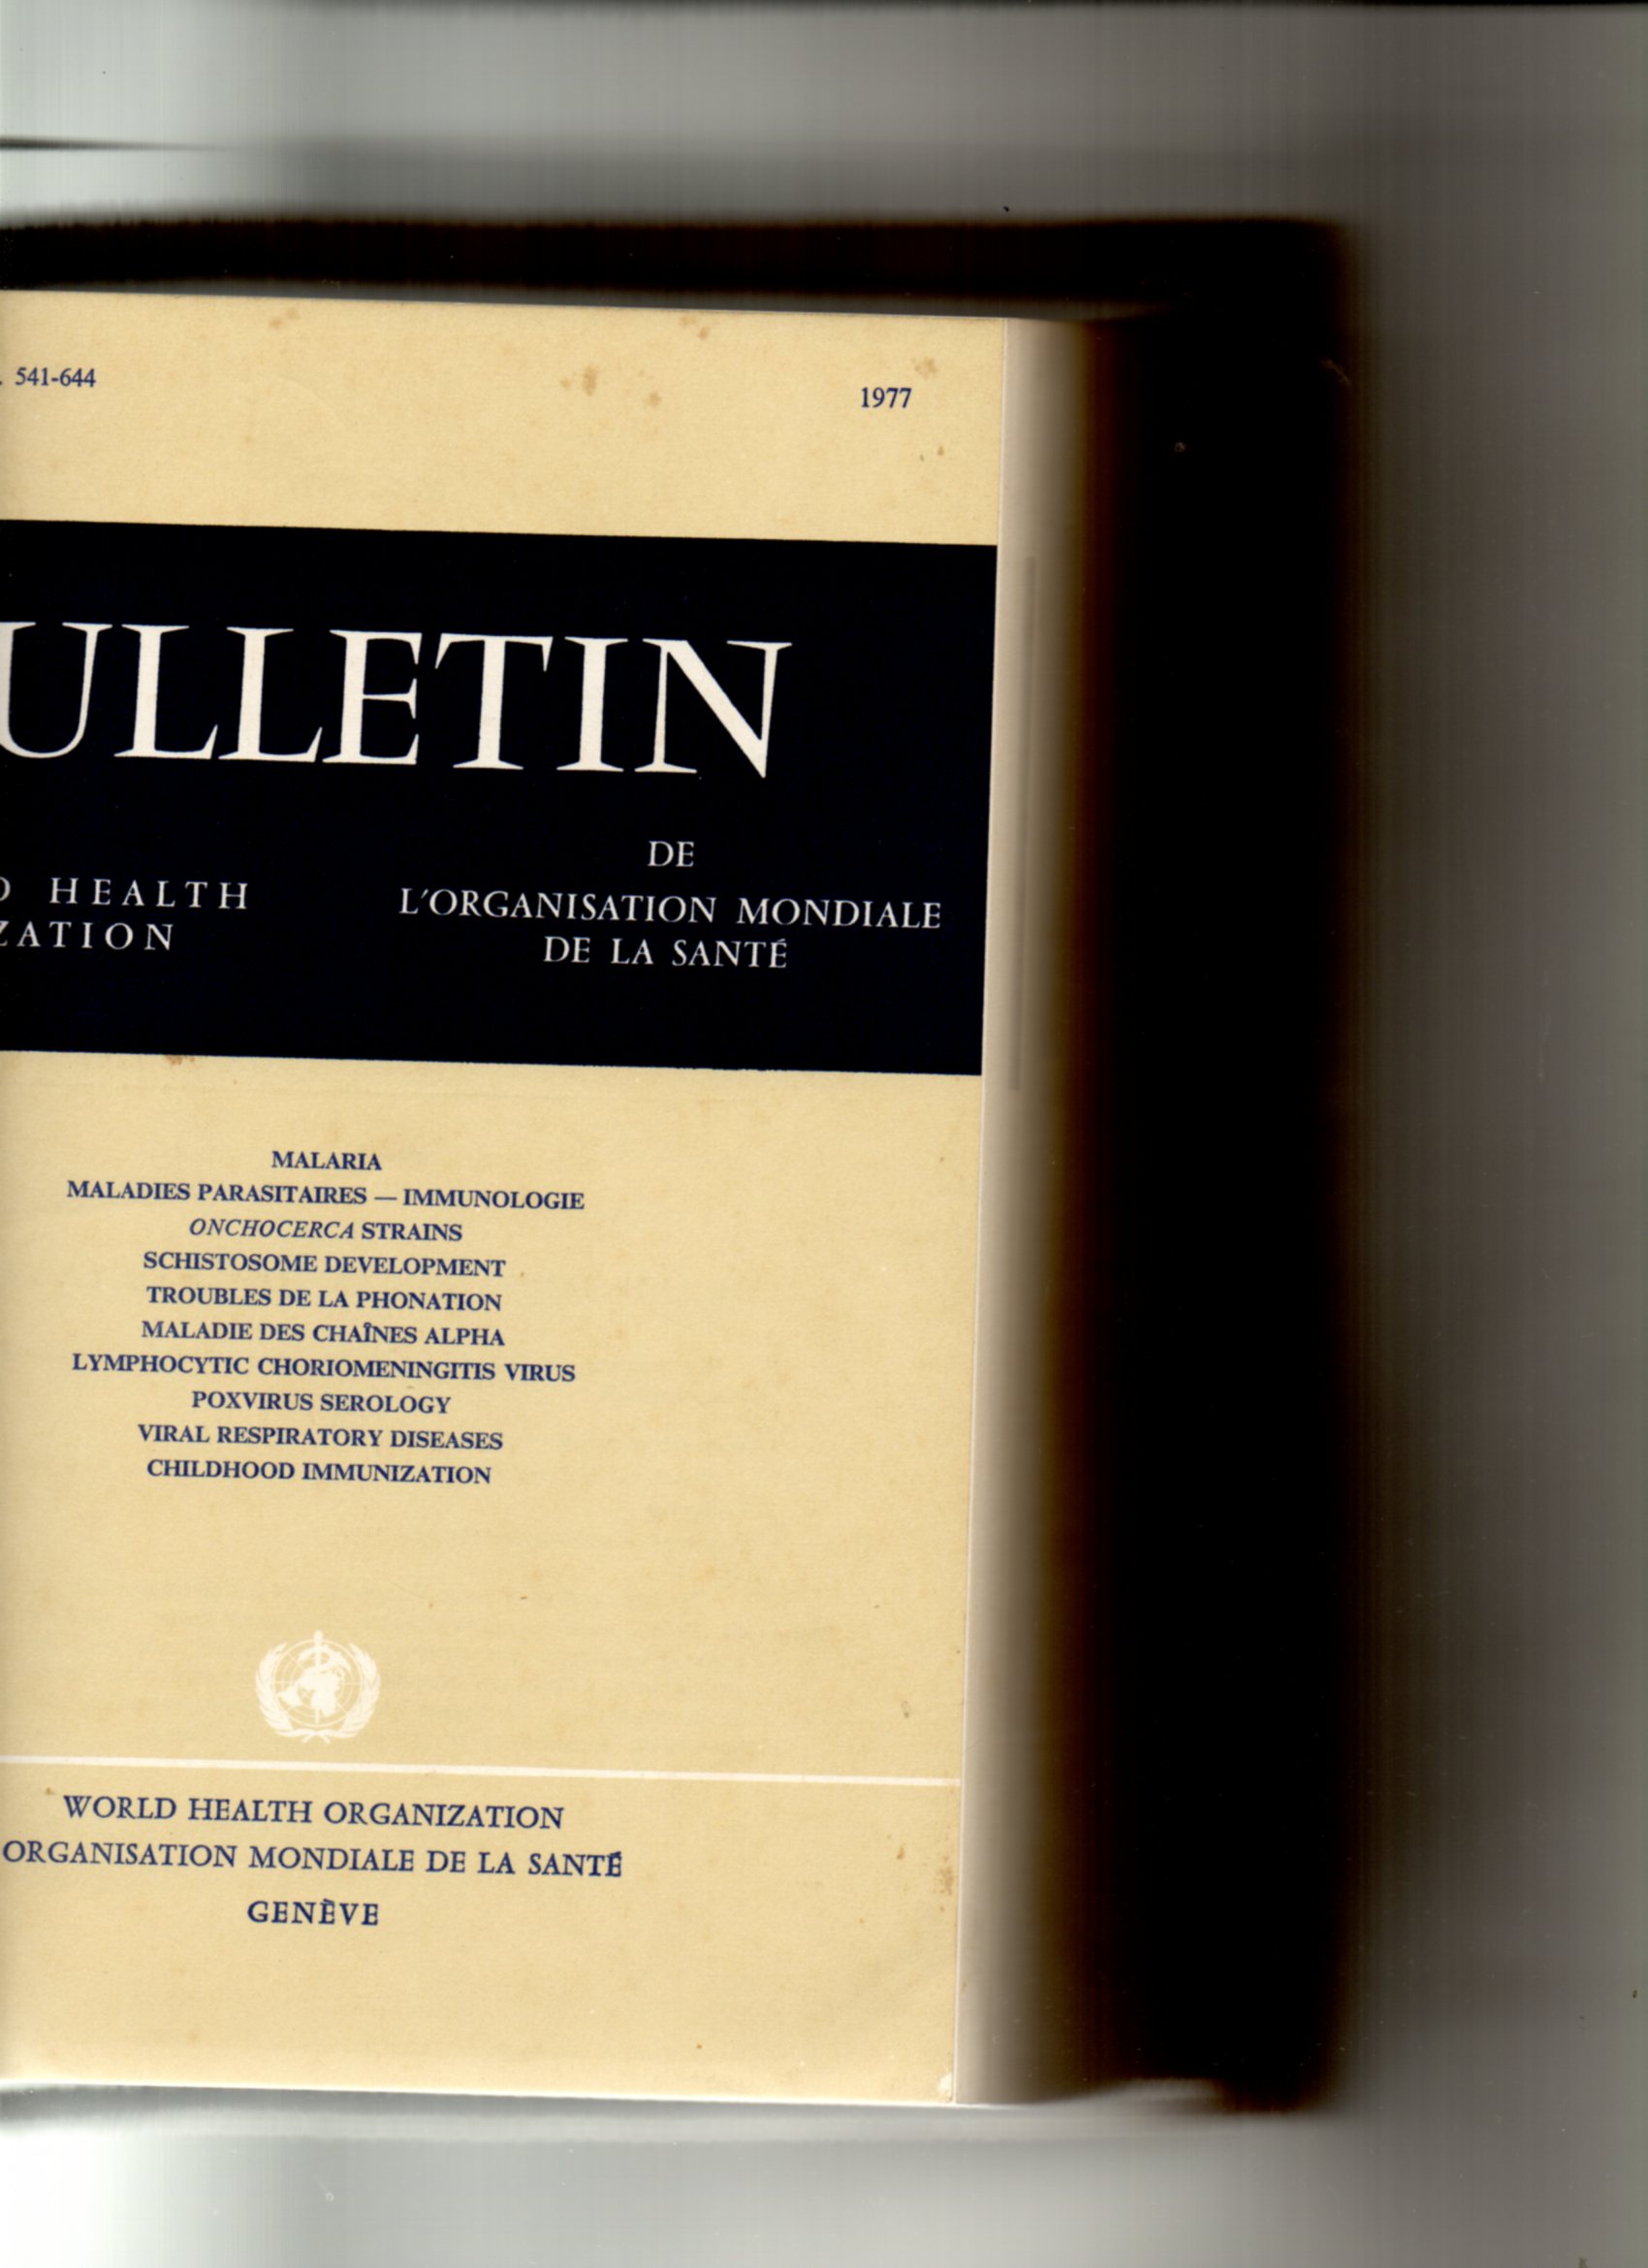 . 541-644
1977
ULLETIN
DE
HEALTH
L'ORGANISATION MONDIALE
ZATION
DE LA SANTÉ
MALARIA
MALADIES PARASITAIRES — IMMUNOLOGIE
ONCHOCERCA STRAINS
SCHISTOSOME DEVELOPMENT
TROUBLES DE LA PHONATION
MALADIE DES CHAÎNES ALPHA
LYMPHOCYTIC CHORIOMENINGITIS VIRUS
POXVIRUS SEROLOGY
VIRAL RESPIRATORY DISEASES
CHILDHOOD IMMUNIZATION
WORLD HEALTH ORGANIZATION
ORGANISATION MONDIALE DE LA SANTÉ
GENÈVE